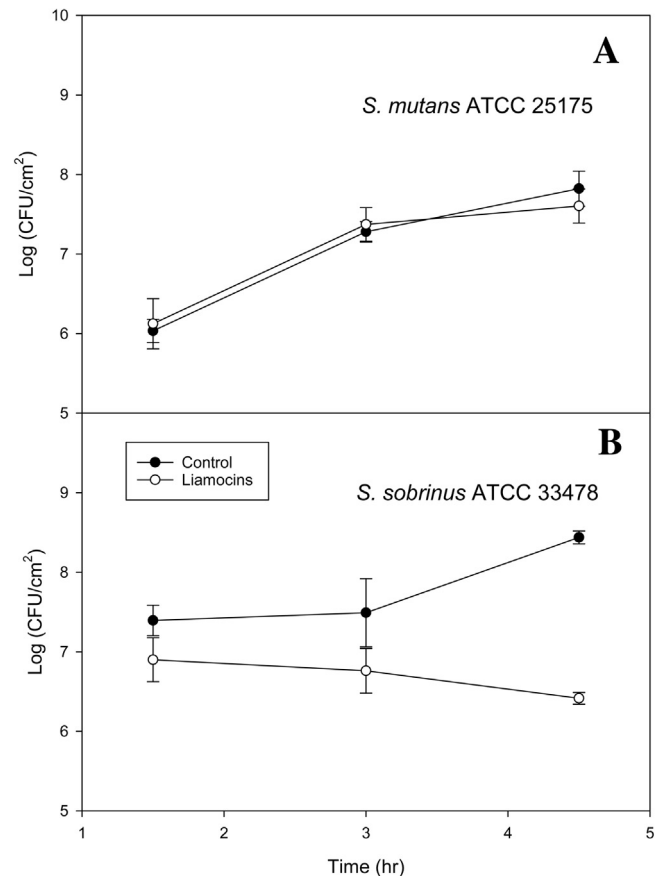 10
A
9
S. mutans ATCC 25175
8
7
6
5
Log (CFU/cm²)
B
Control
Liamocins
9
S. sobrinus ATCC 33478
8
7
6
5
Log (CFU/cm²)
1
2
3
4
5
Time (hr)